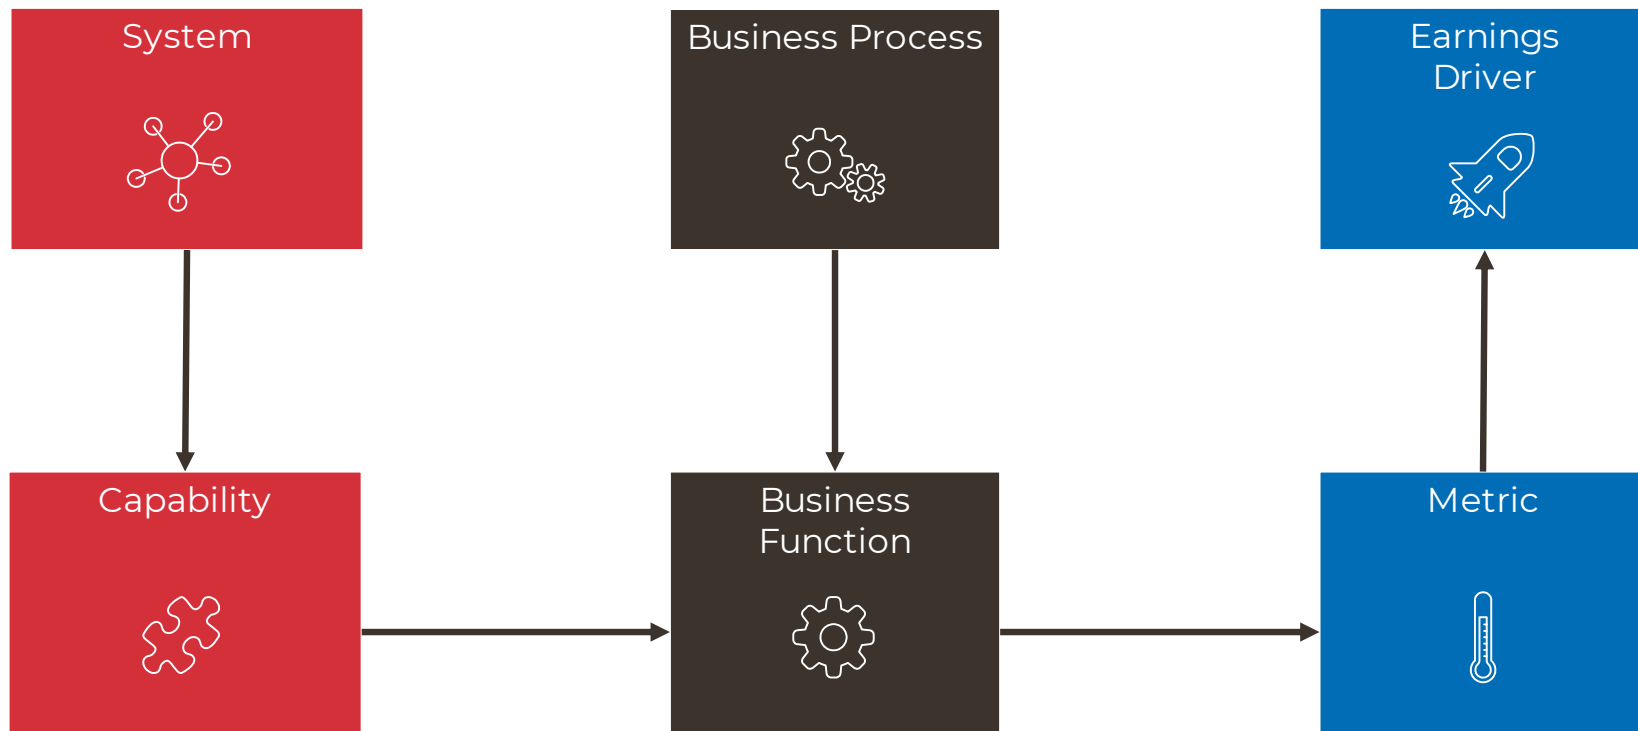 System
Business Process
Earnings
Driver
Capability
Business
Function
Metric